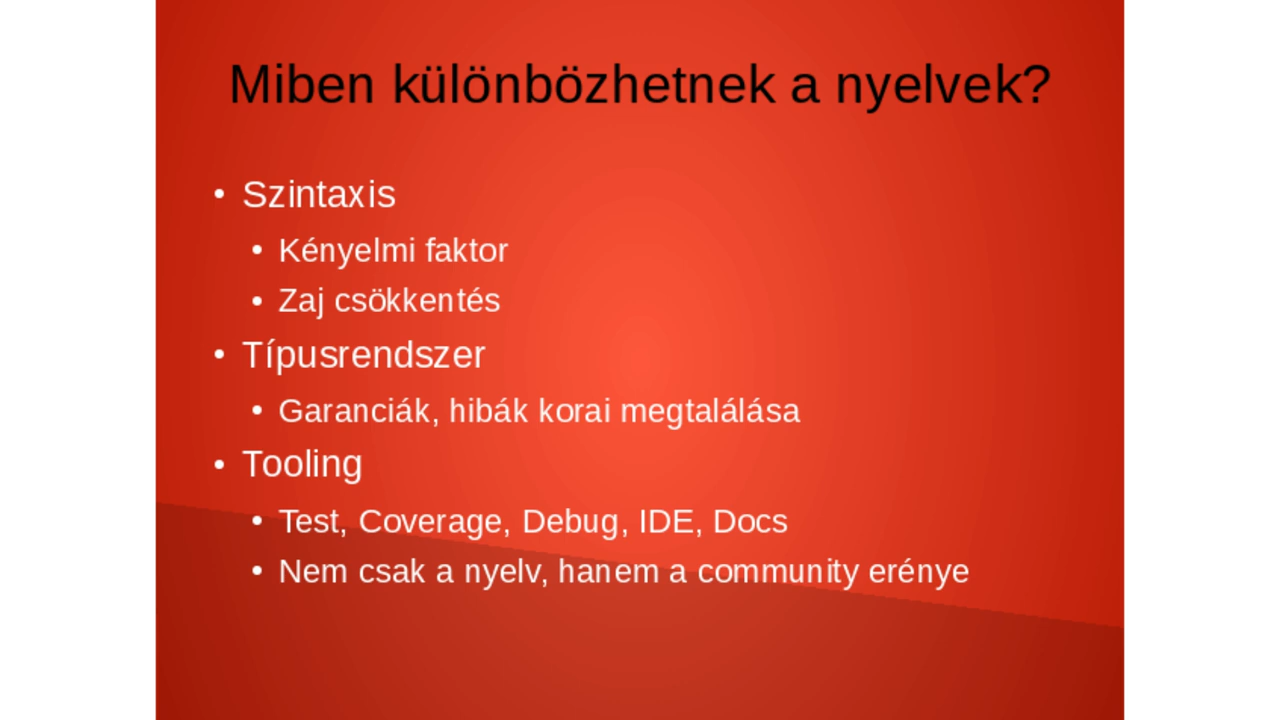 Miben különbözhetnek a nyelvek?
• Szintaxis
• Kényelmi faktor
• Zaj csökkentés
• Típusrendszer
• Garanciák, hibák korai megtalálása
• Tooling
• Test, Coverage, Debug, IDE, Docs
• Nem csak a nyelv, hanem a community erénye